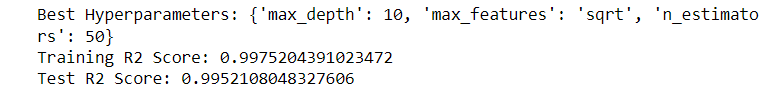 Best Hyperparameters: {'max_depth': 10, 'max_features': 'sqrt', 'n_estimato
rs': 50}
Training R2 Score: 0.9975204391023472
Test R2 Score: 0.9952108048327606